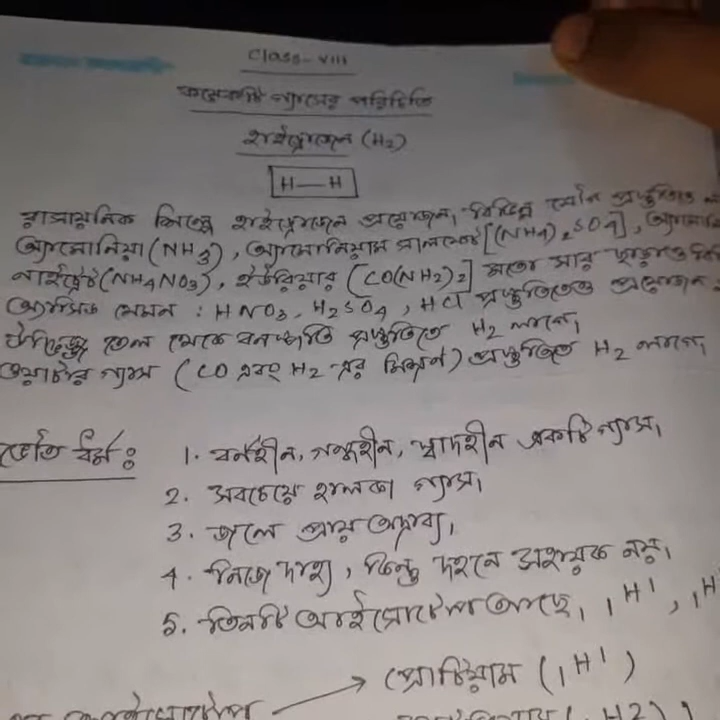 Class-VIII
কয়েকটি গ্যাসের পরিচিতি
হাইড্রোজেন (H₂)
H—H
রাসায়নিক শিল্পে হাইড্রোজেন প্রয়োজন, বিভিন্ন যৌগ প্রস্তুতিতে
অ্যামোনিয়া (NH₃), অ্যামোনিয়াম সালফেট [(NH₄)₂SO₄], অ্যামোনি
নাইট্রেট (NH₄NO₃), ইউরিয়ার [CO(NH₂)₂] মতো সার ছাড়াও
অ্যাসিড যেমন : HNO₃, H₂SO₄, HCl প্রস্তুতিতেও প্রয়োজন
উদ্ভিজ্জ তেল থেকে বনস্পতি প্রস্তুতিতে H₂ লাগে,
ওয়াটার গ্যাস (CO এবং H₂ -এর মিশ্রণ) প্রস্তুতিতে H₂ লাগে,
ভৌত ধর্ম : 1. বর্ণহীন, গন্ধহীন, স্বাদহীন একটি গ্যাস,
2. সবচেয়ে হালকা গ্যাস,
3. জলে প্রায় অদ্রাব্য,
4. নিজে দাহ্য, কিন্তু দহনে সহায়ক নয়,
5. তিনটি আইসোটোপ আছে, ₁H¹, ₁H
প্রোটিয়াম (₁H¹)